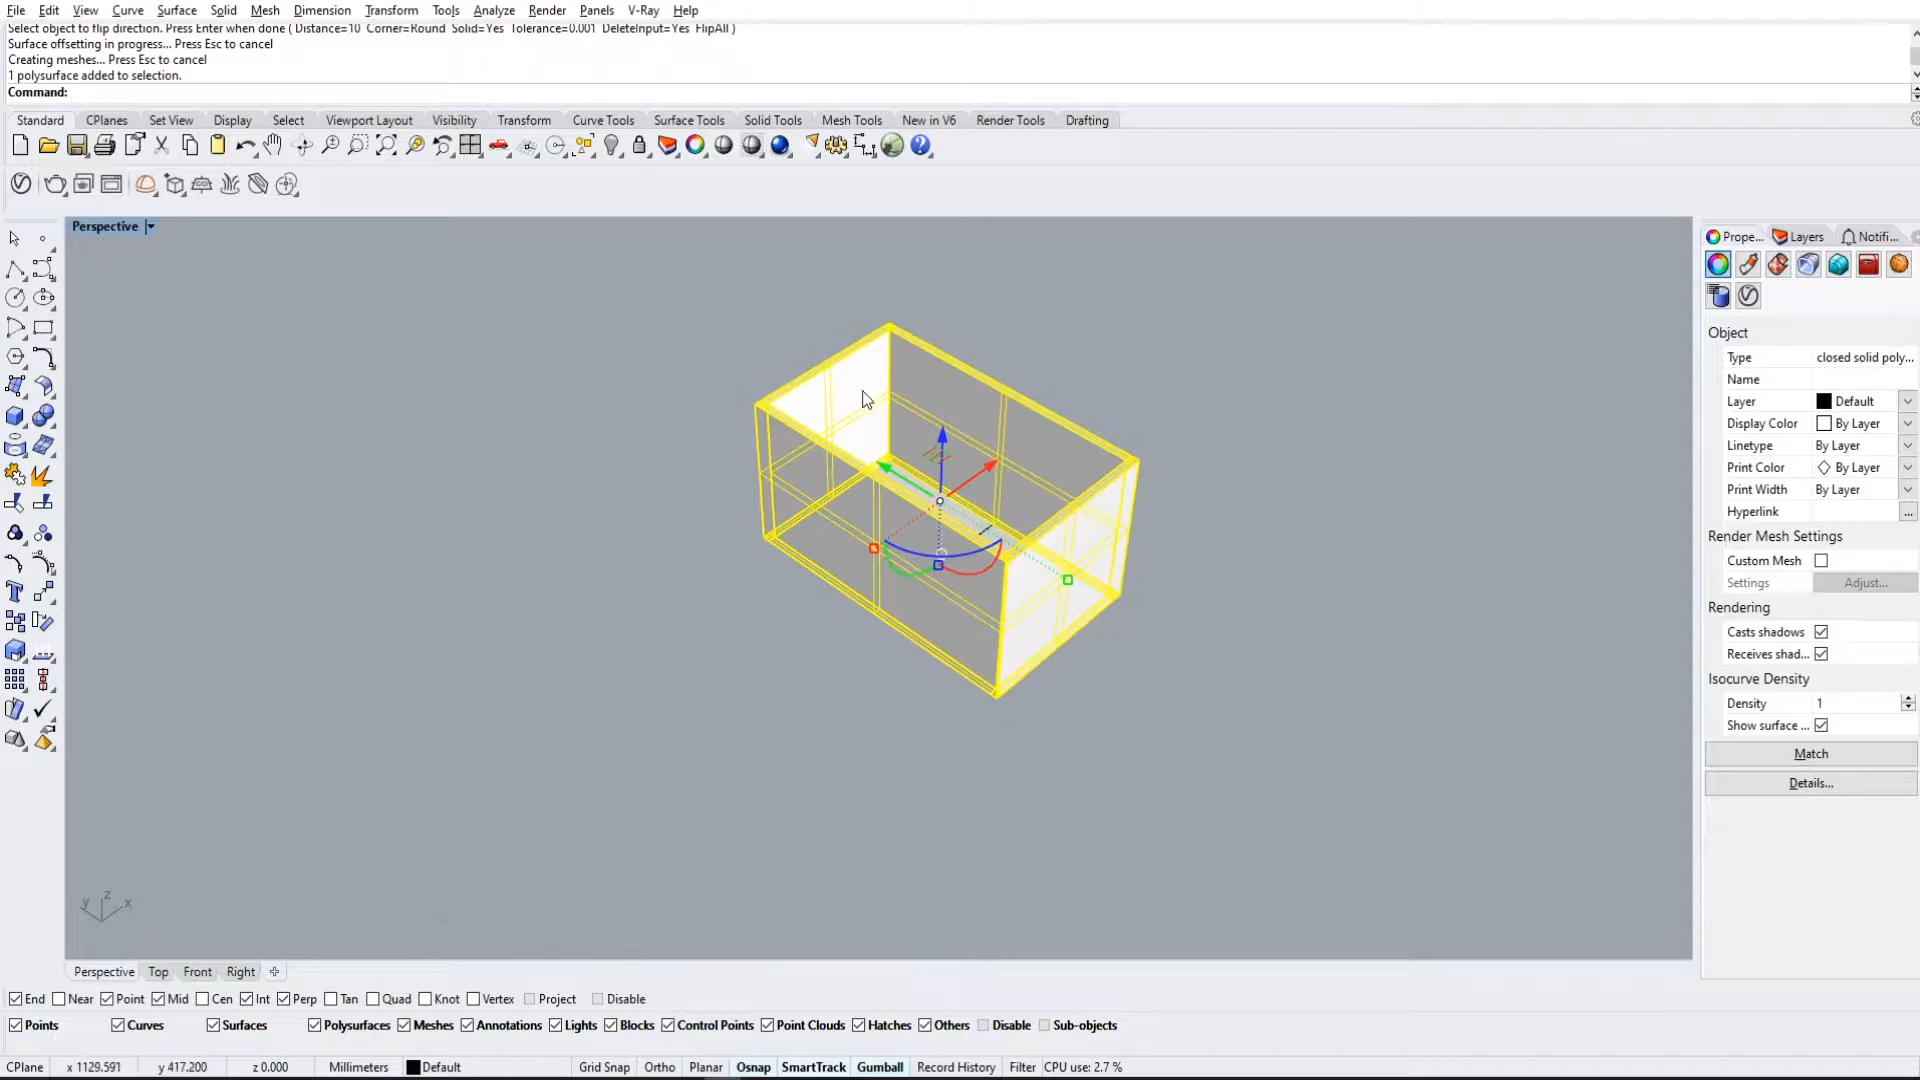 File Edit View Curve Surface Solid Mesh Dimension Transform Tools Analyze Render Panels V-Ray Help
Select object to flip direction. Press Enter when done ( Distance=10 Corner=Round Solid=Yes Tolerance=0.001 DeleteInput=Yes FlipAll )
Surface offsetting in progress... Press Esc to cancel
Creating meshes... Press Esc to cancel
1 polysurface added to selection.
Command:
Standard CPlanes Set View Display Select Viewport Layout Visibility Transform Curve Tools Surface Tools Solid Tools Mesh Tools New in V6 Render Tools Drafting
Perspective
Prope... Layers Notifi...
Object
Type closed solid poly...
Name
Layer Default
Display Color By Layer
Linetype By Layer
Print Color By Layer
Print Width By Layer
Hyperlink ...
Render Mesh Settings
Custom Mesh
Settings Adjust...
Rendering
Casts shadows
Receives shad...
Isocurve Density
Density 1
Show surface ...
Match
Details...
y z x
Perspective Top Front Right
End Near Point Mid Cen Int Perp Tan Quad Knot Vertex Project Disable
Points Curves Surfaces Polysurfaces Meshes Annotations Lights Blocks Control Points Point Clouds Hatches Others Disable Sub-objects
CPlane x 1129.591 y 417.200 z 0.000 Millimeters Default Grid Snap Ortho Planar Osnap SmartTrack Gumball Record History Filter CPU use: 2.7 %